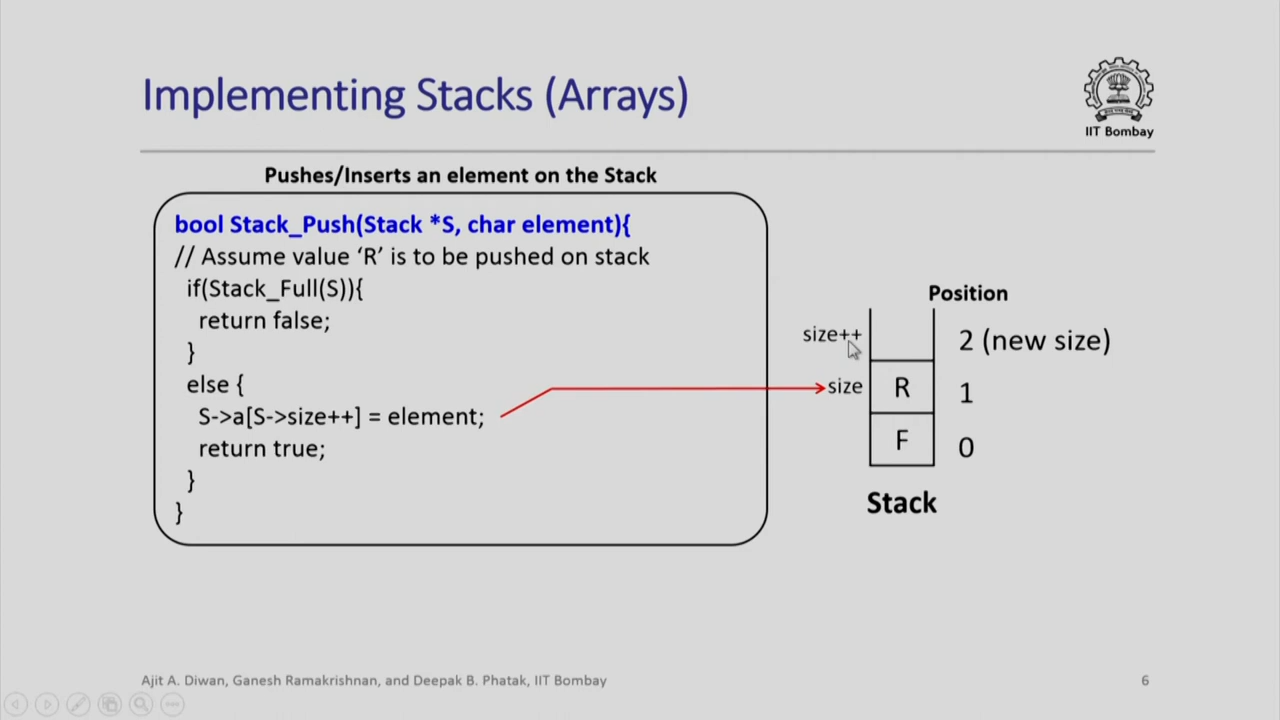 Implementing Stacks (Arrays)
IIT Bombay
Pushes/Inserts an element on the Stack
bool Stack_Push(Stack *S, char element){
// Assume value ‘R’ is to be pushed on stack
if(Stack_Full(S)){
return false;
}
else {
S->a[S->size++] = element;
return true;
}
}
Position
size++ 2 (new size)
size R 1
F 0
Stack
Ajit A. Diwan, Ganesh Ramakrishnan, and Deepak B. Phatak, IIT Bombay 6